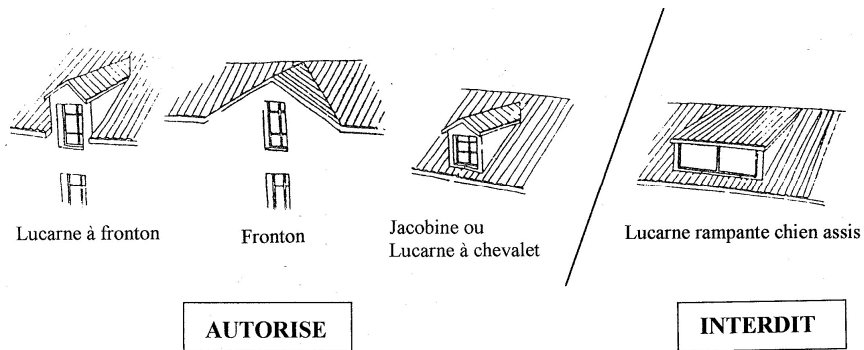 Lucarne à fronton
Fronton
Jacobine ou
Lucarne à chevalet
Lucarne rampante chien assis
AUTORISE
INTERDIT